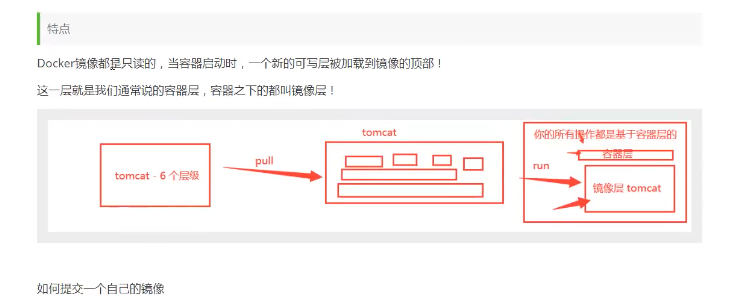 特点
Docker镜像都是只读的，当容器启动时，一个新的可写层被加载到镜像的顶部！
这一层就是我们通常说的容器层，容器之下的都叫镜像层！
tomcat - 6 个层级
pull
tomcat
run
你的所有操作都是基于容器层的
容器层
镜像层 tomcat
如何提交一个自己的镜像